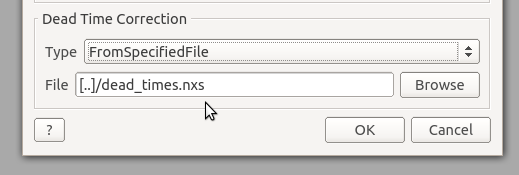 Dead Time Correction
Type FromSpecifiedFile
File [..]/dead_times.nxs Browse
? OK Cancel